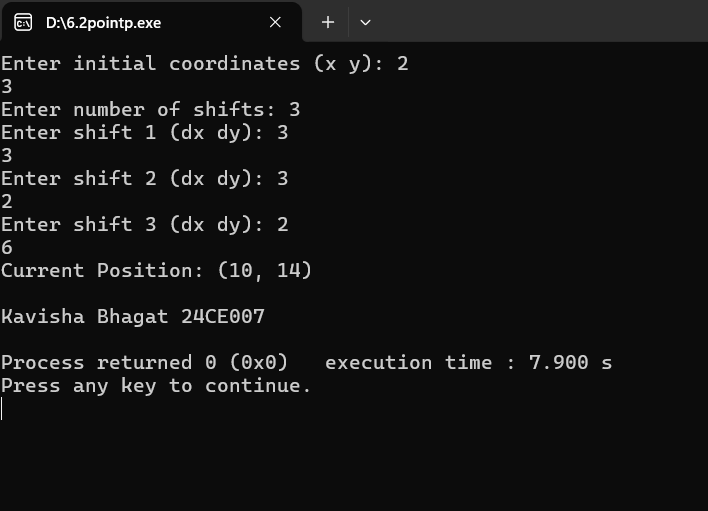 D:\6.2pointp.exe
Enter initial coordinates (x y): 2
3
Enter number of shifts: 3
Enter shift 1 (dx dy): 3
3
Enter shift 2 (dx dy): 3
2
Enter shift 3 (dx dy): 2
6
Current Position: (10, 14)
Kavisha Bhagat 24CE007
Process returned 0 (0x0)   execution time : 7.900 s
Press any key to continue.